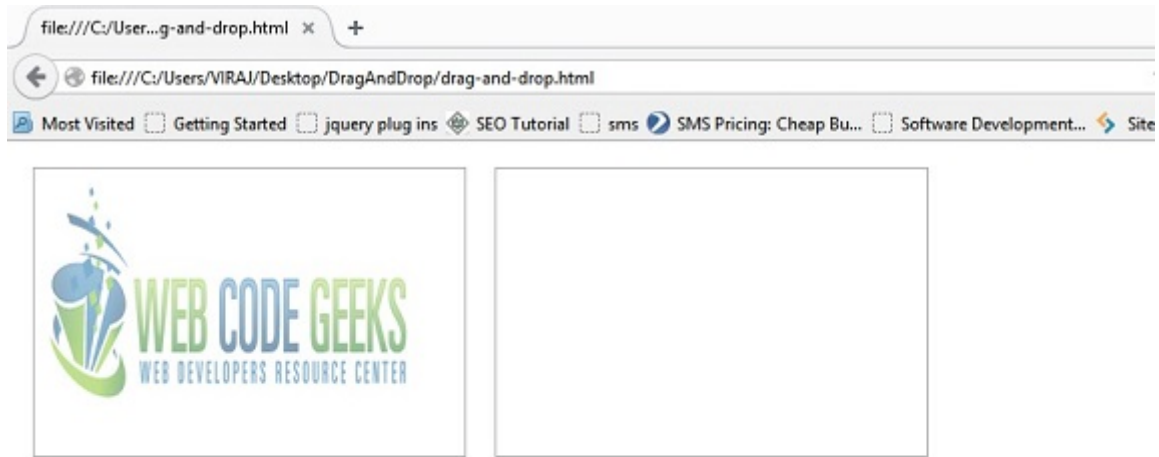 file:///C:/User...g-and-drop.html
file:///C:/Users/VIRAJ/Desktop/DragAndDrop/drag-and-drop.html
Most Visited Getting Started jquery plug ins SEO Tutorial sms SMS Pricing: Cheap Bu... Software Development... Site
WEB CODE GEEKS
WEB DEVELOPERS RESOURCE CENTER